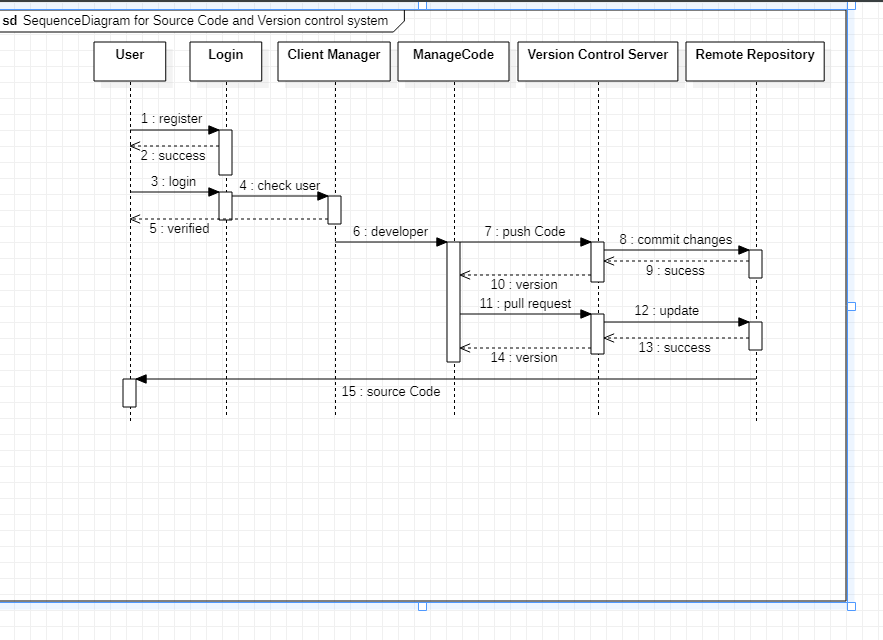 sd SequenceDiagram for Source Code and Version control system
User
Login
Client Manager
ManageCode
Version Control Server
Remote Repository
1 : register
2 : success
3 : login
4 : check user
5 : verified
6 : developer
7 : push Code
8 : commit changes
9 : sucess
10 : version
11 : pull request
12 : update
13 : success
14 : version
15 : source Code